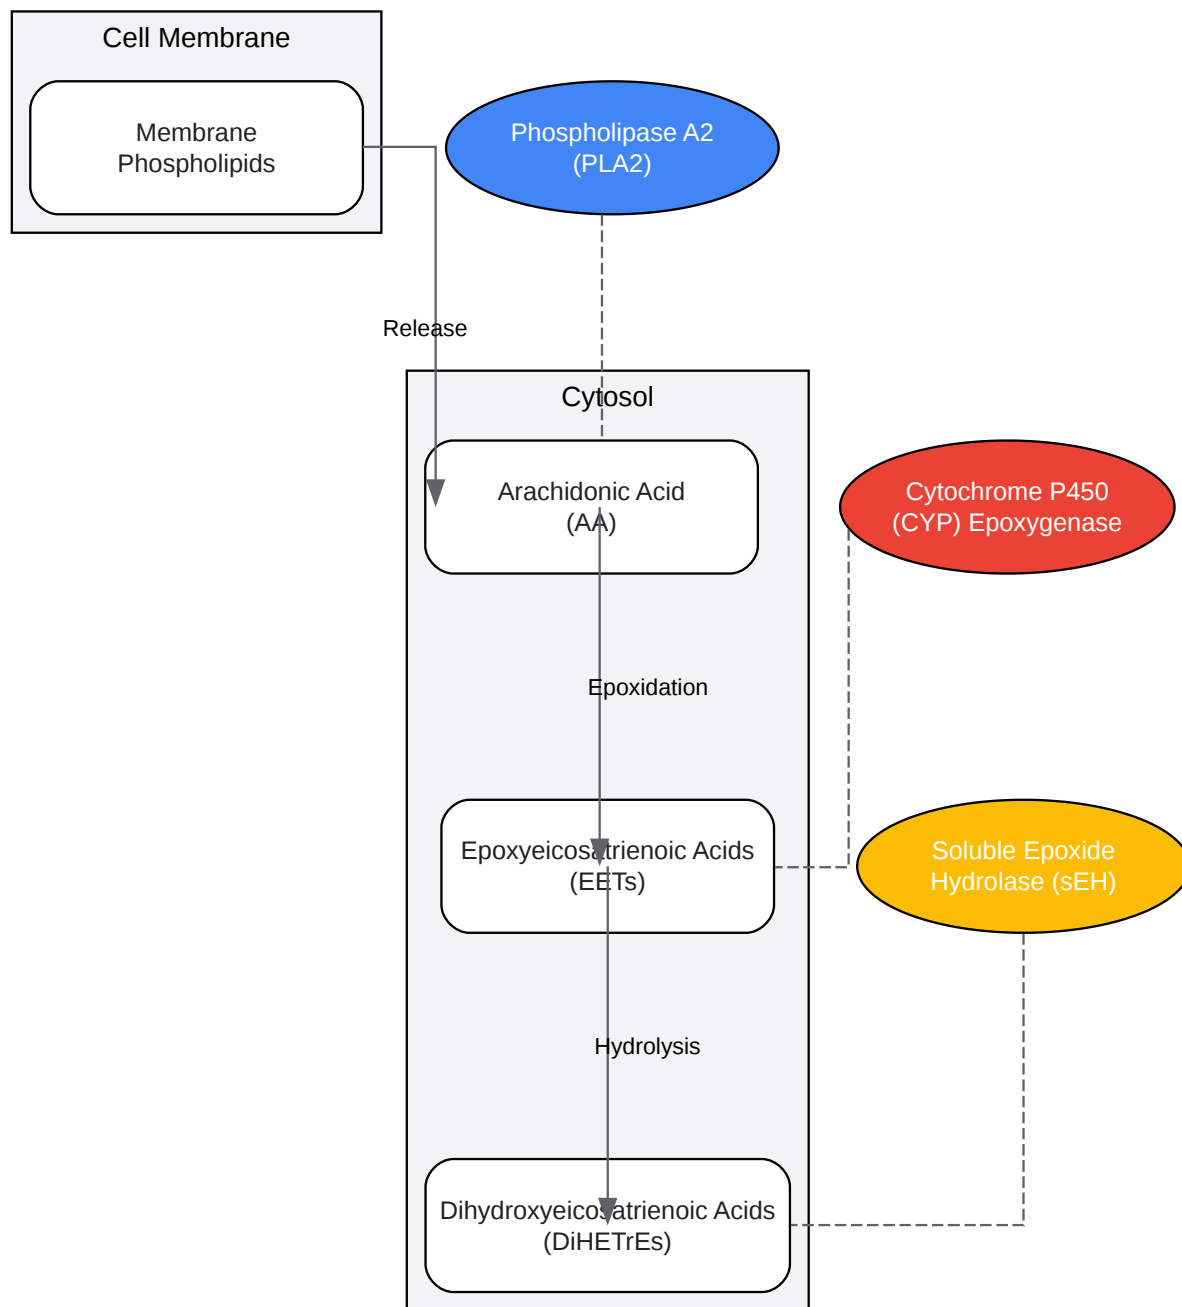 Cell Membrane
Membrane
Phospholipids
Phospholipase A2
(PLA2)
Release
Cytosol
Arachidonic Acid
(AA)
Cytochrome P450
(CYP) Epoxygenase
Epoxidation
Epoxyeicosatrienoic Acids
(EETs)
Soluble Epoxide
Hydrolase (sEH)
Hydrolysis
Dihydroxyeicosatrienoic Acids
(DiHETrEs)